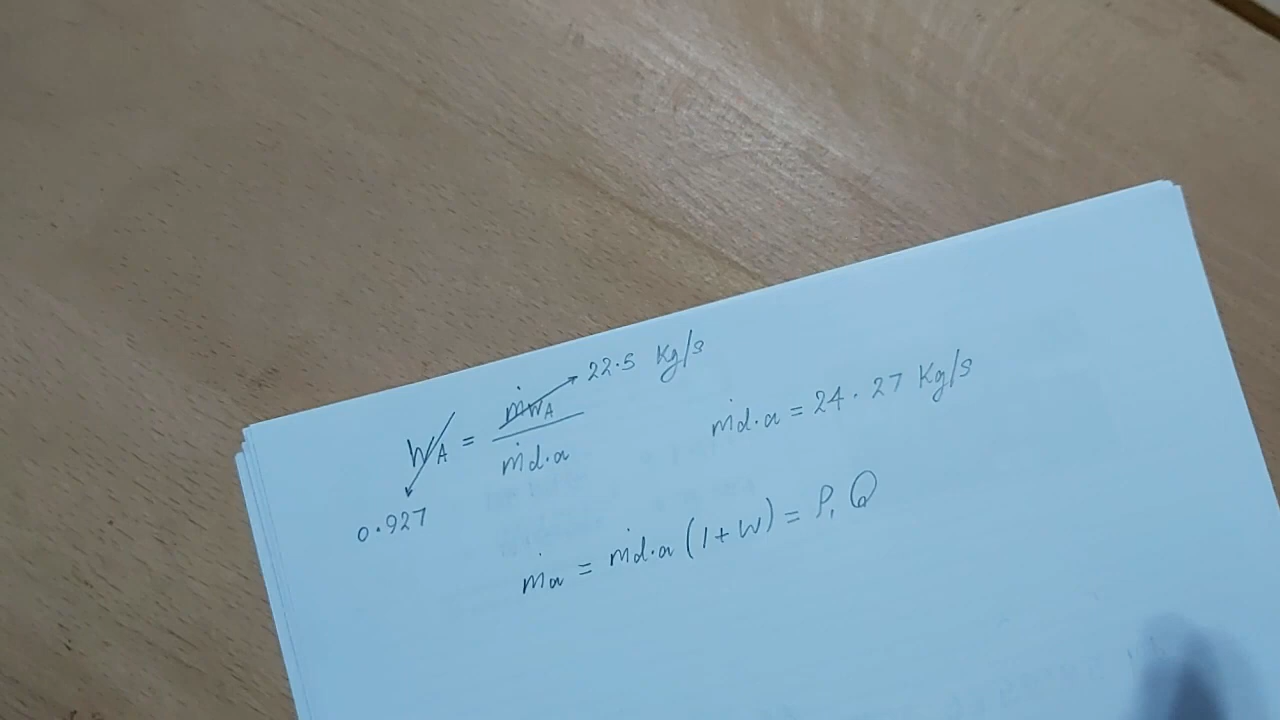 W_A = ṁw_A / ṁd.a → 22.5 Kg/s
0.927
ṁd.a = 24.27 Kg/s
ṁa = ṁd.a (1+W) = ρ, Q